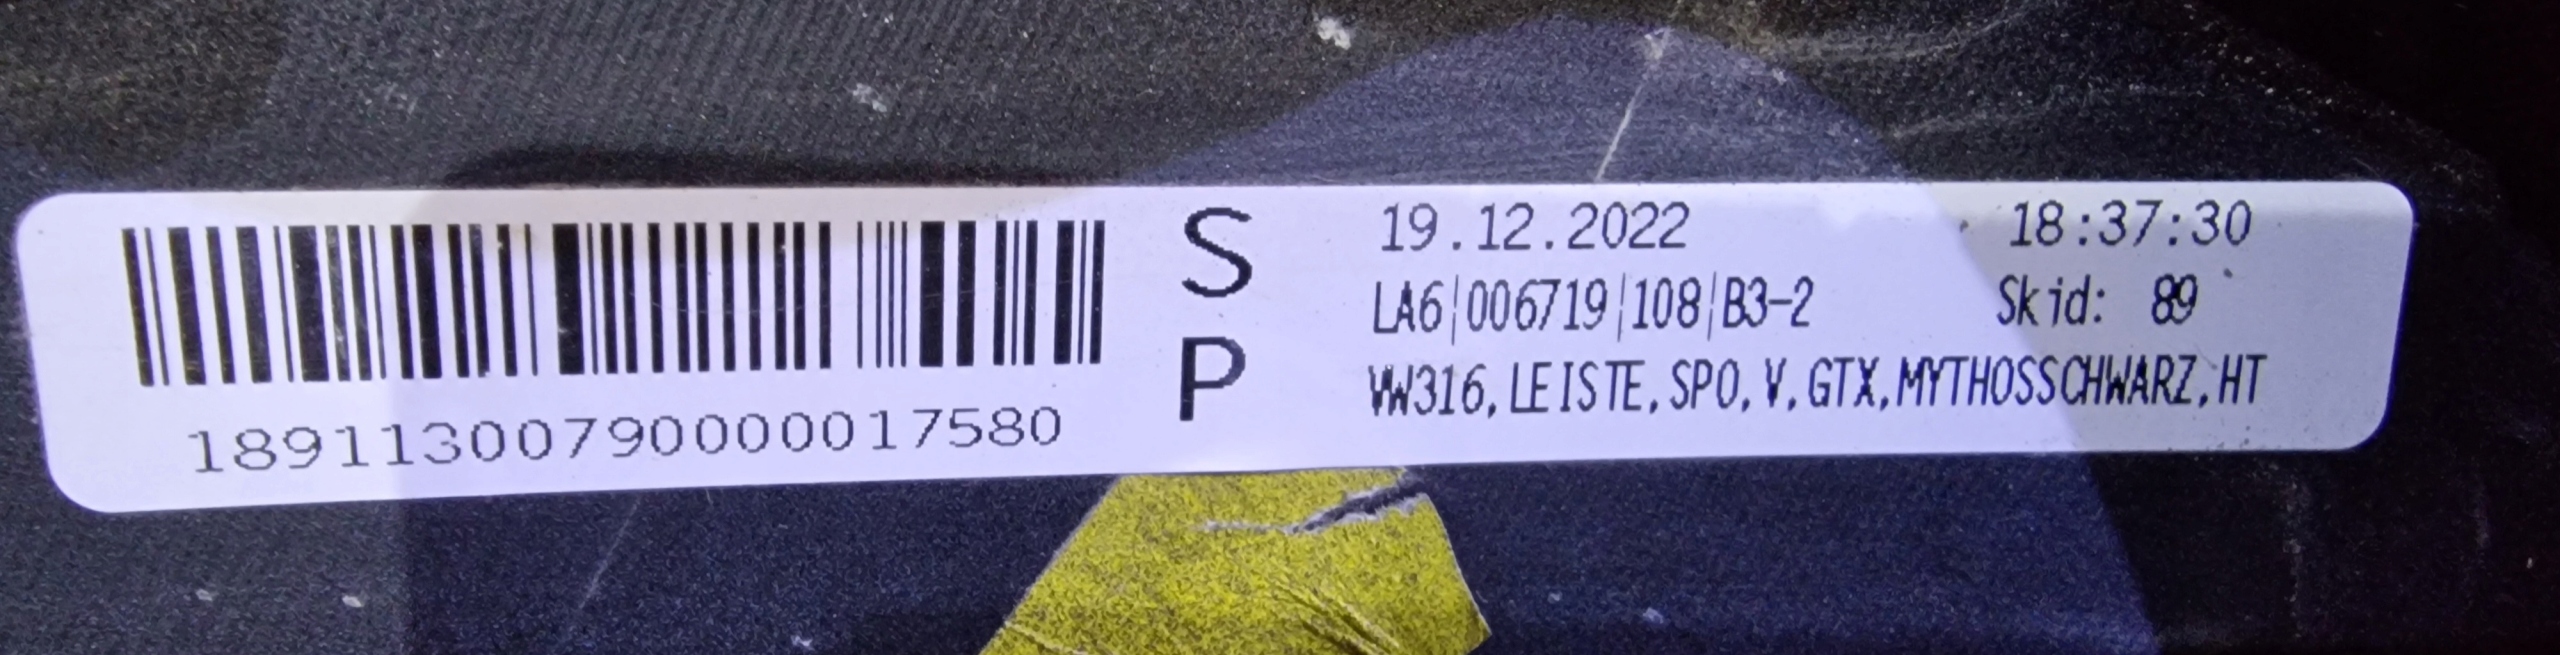 19.12.2022 18:37:30
S
LA6|006719|108|B3-2 Skid: 89
P
VW316,LEISTE,SPO,V,GTX,MYTHOSSCHWARZ,HT
189113007900000017580